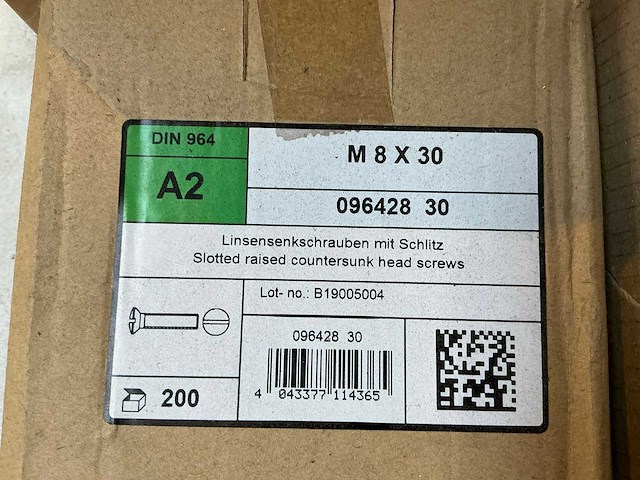 DIN 964
A2
M 8 X 30
096428 30
Linsensenkschrauben mit Schlitz
Slotted raised countersunk head screws
Lot- no.: B19005004
096428 30
4 043377 114365
200